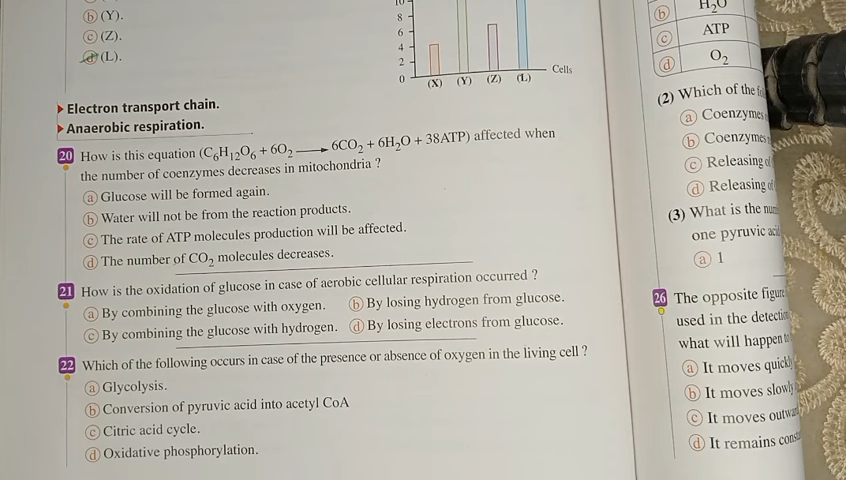 ⓑ (Y).
ⓒ (Z).
ⓓ (L).
10
8
6
4
2
0
(X) (Y) (Z) (L)
Cells
▶ Electron transport chain.
▶ Anaerobic respiration.
20 How is this equation (C₆H₁₂O₆ + 6O₂ ⟶ 6CO₂ + 6H₂O + 38ATP) affected when
the number of coenzymes decreases in mitochondria ?
ⓐ Glucose will be formed again.
ⓑ Water will not be from the reaction products.
ⓒ The rate of ATP molecules production will be affected.
ⓓ The number of CO₂ molecules decreases.
21 How is the oxidation of glucose in case of aerobic cellular respiration occurred ?
ⓐ By combining the glucose with oxygen. ⓑ By losing hydrogen from glucose.
ⓒ By combining the glucose with hydrogen. ⓓ By losing electrons from glucose.
22 Which of the following occurs in case of the presence or absence of oxygen in the living cell ?
ⓐ Glycolysis.
ⓑ Conversion of pyruvic acid into acetyl CoA
ⓒ Citric acid cycle.
ⓓ Oxidative phosphorylation.
ⓑ H₂O
ⓒ ATP
ⓓ O₂
(2) Which of the
ⓐ Coenzymes
ⓑ Coenzymes
ⓒ Releasing
ⓓ Releasing
(3) What is the
one pyruvic
ⓐ 1
26 The opposite figure
used in the
what will happen
ⓐ It moves quickly
ⓑ It moves slowly
ⓒ It moves
ⓓ It remains